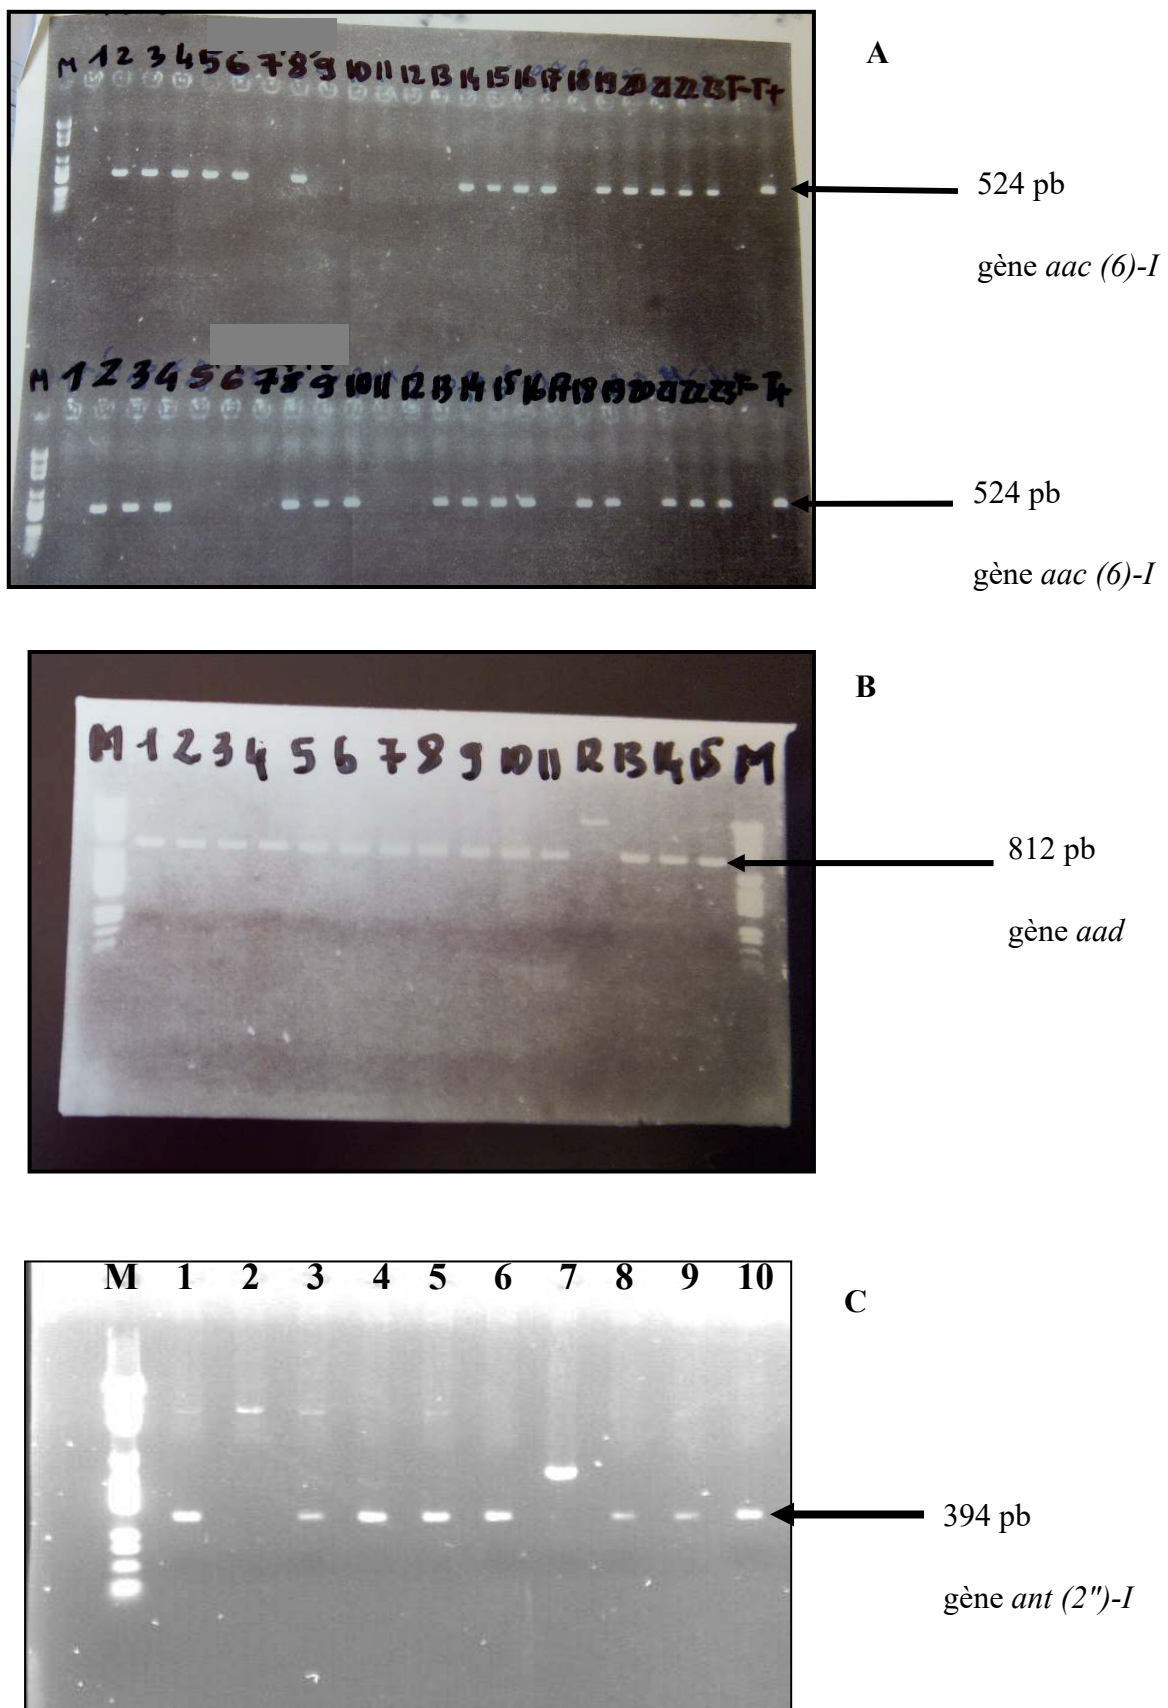 A
M 1 2 3 4 5 6 7 8 9 10 11 12 13 14 15 16 17 18 19 20 21 22 23 T- T+
524 pb
gène aac (6)-I
M 1 2 3 4 5 6 7 8 9 10 11 12 13 14 15 16 17 18 19 20 21 22 23 T- T+
524 pb
gène aac (6)-I
B
M 1 2 3 4 5 6 7 8 9 10 11 12 13 14 15 M
812 pb
gène aad
M 1 2 3 4 5 6 7 8 9 10
C
394 pb
gène ant (2")-I